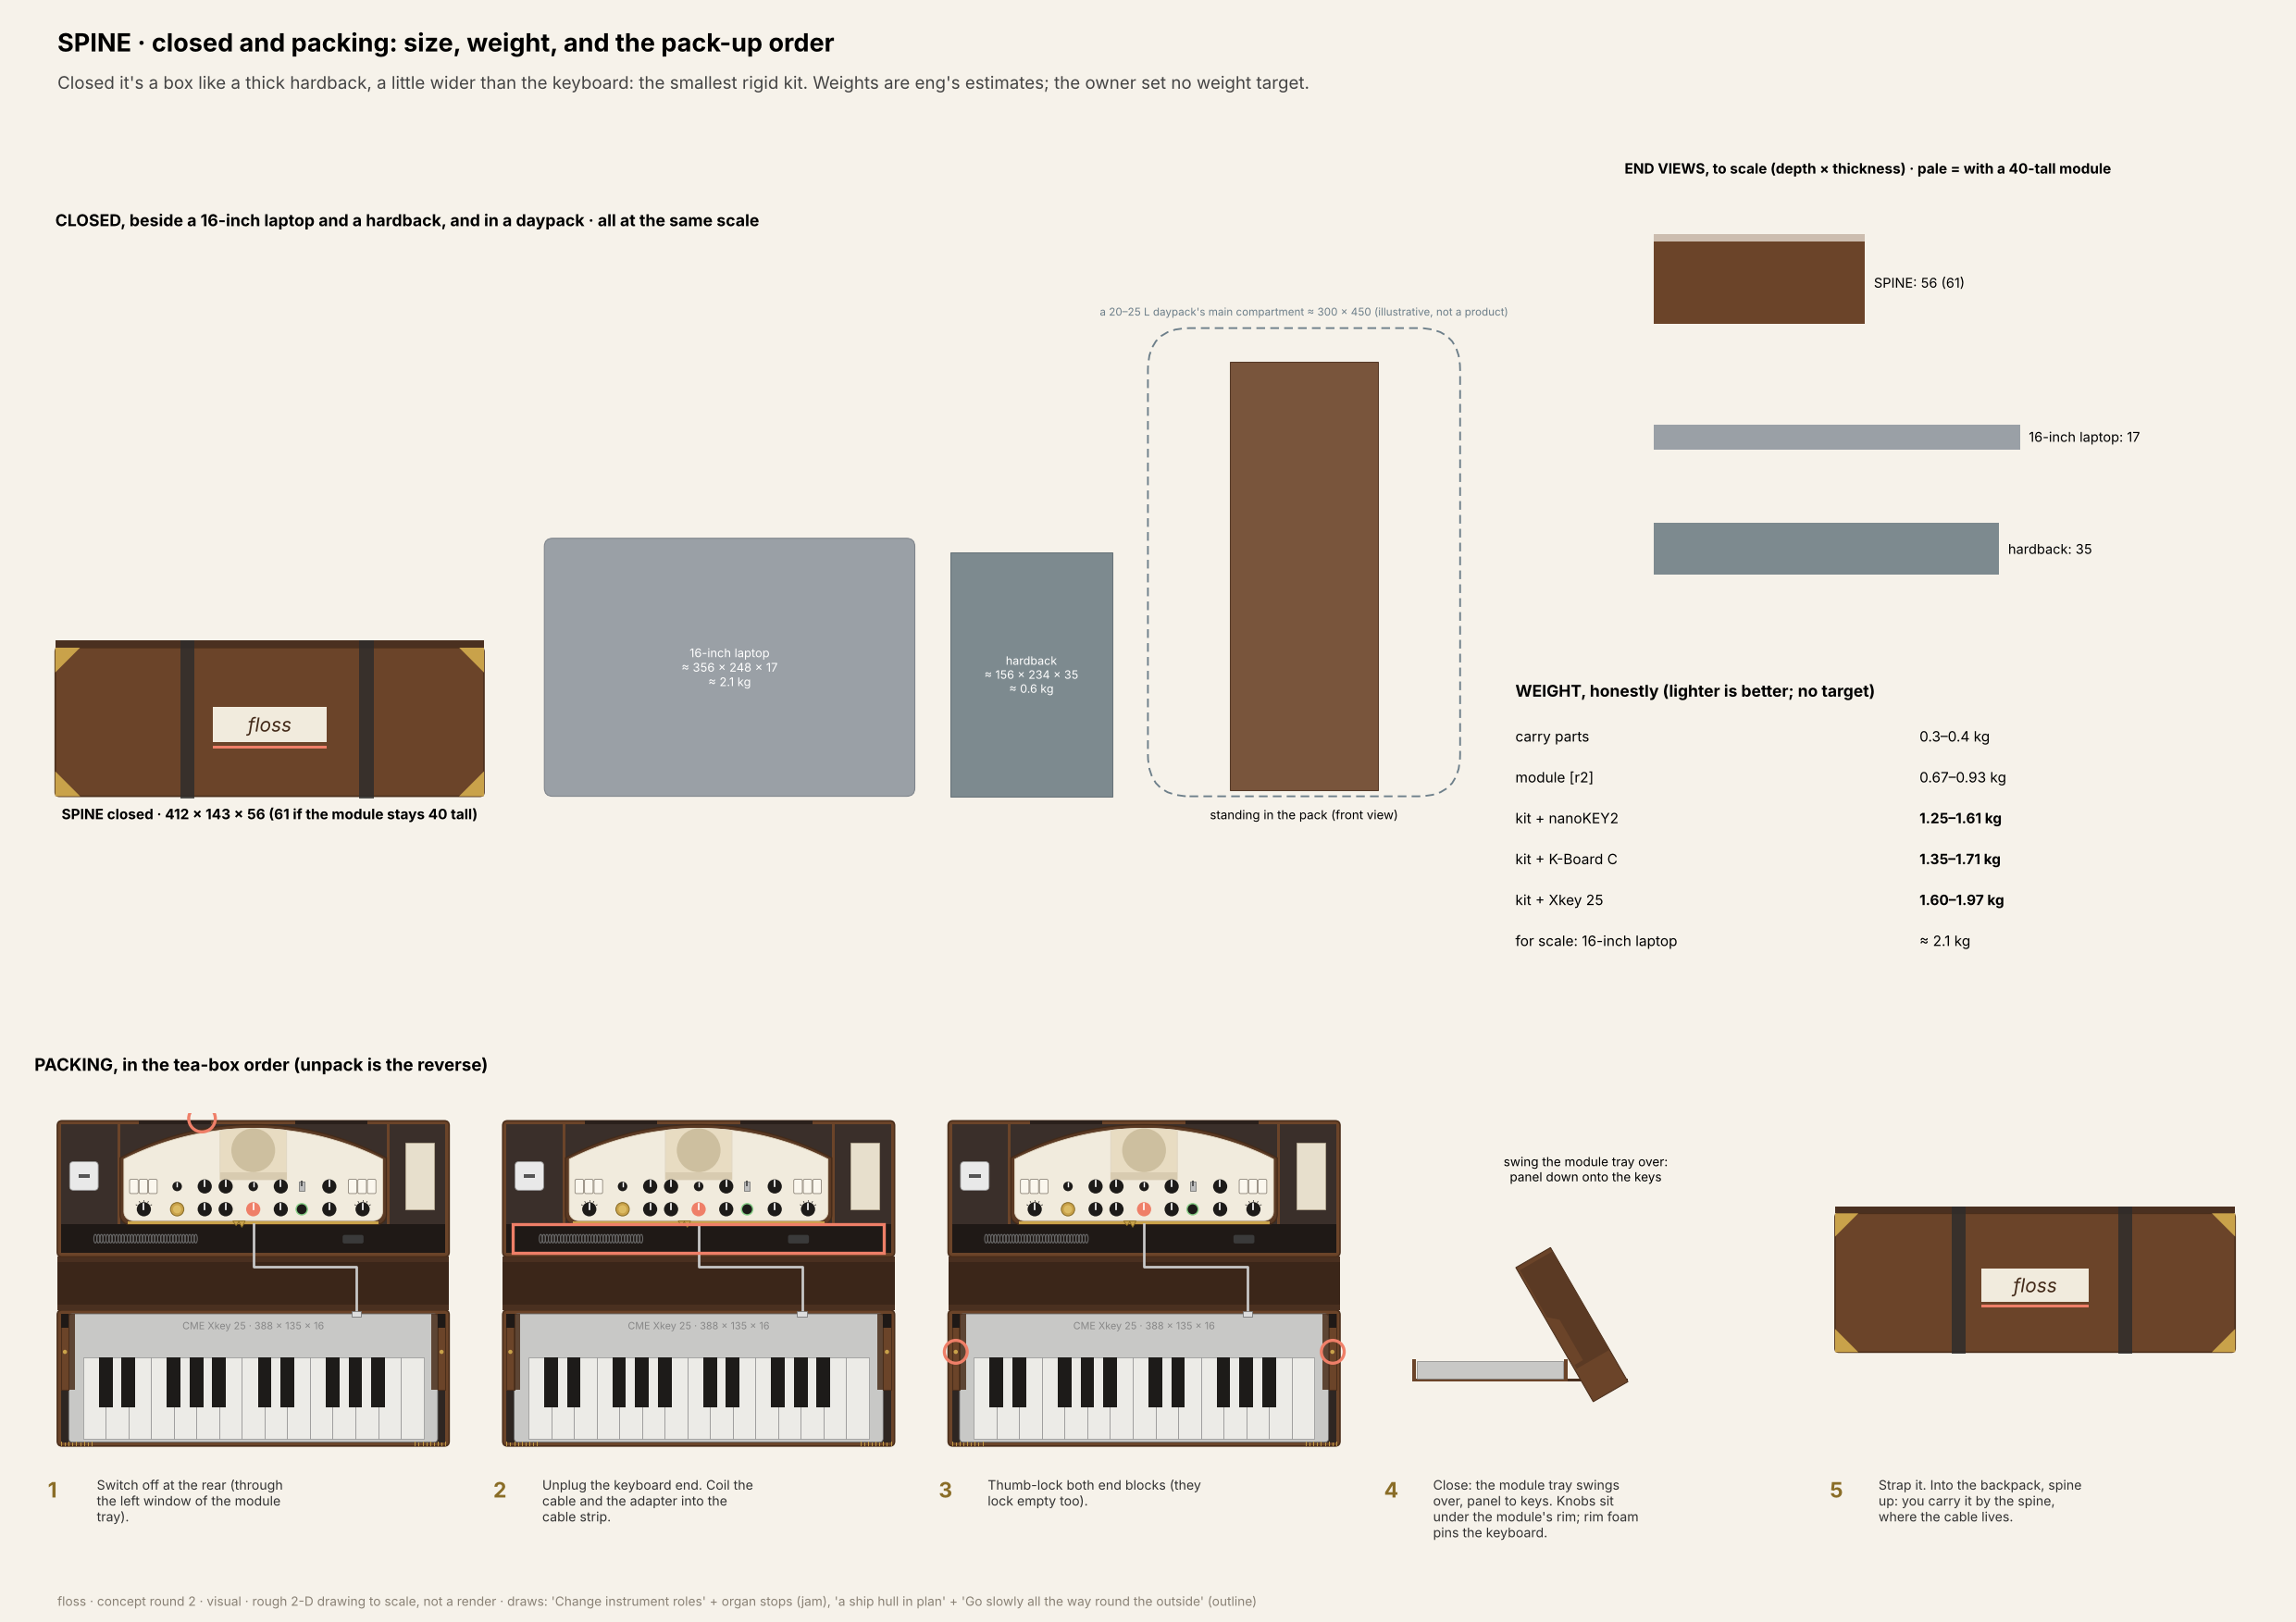 SPINE · closed and packing: size, weight, and the pack-up order
Closed it's a box like a thick hardback, a little wider than the keyboard: the smallest rigid kit. Weights are eng's estimates; the owner set no weight target.
END VIEWS, to scale (depth × thickness) · pale = with a 40-tall module
CLOSED, beside a 16-inch laptop and a hardback, and in a daypack · all at the same scale
SPINE: 56 (61)
a 20–25 L daypack's main compartment ≈ 300 × 450 (illustrative, not a product)
16-inch laptop: 17
hardback: 35
16-inch laptop
≈ 356 × 248 × 17
≈ 2.1 kg
hardback
≈ 156 × 234 × 35
≈ 0.6 kg
floss
SPINE closed · 412 × 143 × 56 (61 if the module stays 40 tall)
standing in the pack (front view)
WEIGHT, honestly (lighter is better; no target)
carry parts 0.3–0.4 kg
module [r2] 0.67–0.93 kg
kit + nanoKEY2 1.25–1.61 kg
kit + K-Board C 1.35–1.71 kg
kit + Xkey 25 1.60–1.97 kg
for scale: 16-inch laptop ≈ 2.1 kg
PACKING, in the tea-box order (unpack is the reverse)
CME Xkey 25 · 388 × 135 × 16
CME Xkey 25 · 388 × 135 × 16
CME Xkey 25 · 388 × 135 × 16
swing the module tray over:
panel down onto the keys
floss
1
Switch off at the rear (through
the left window of the module
tray).
2
Unplug the keyboard end. Coil the
cable and the adapter into the
cable strip.
3
Thumb-lock both end blocks (they
lock empty too).
4
Close: the module tray swings
over, panel to keys. Knobs sit
under the module's rim; rim foam
pins the keyboard.
5
Strap it. Into the backpack, spine
up: you carry it by the spine,
where the cable lives.
floss · concept round 2 · visual · rough 2-D drawing to scale, not a render · draws: 'Change instrument roles' + organ stops (jam), 'a ship hull in plan' + 'Go slowly all the way round the outside' (outline)